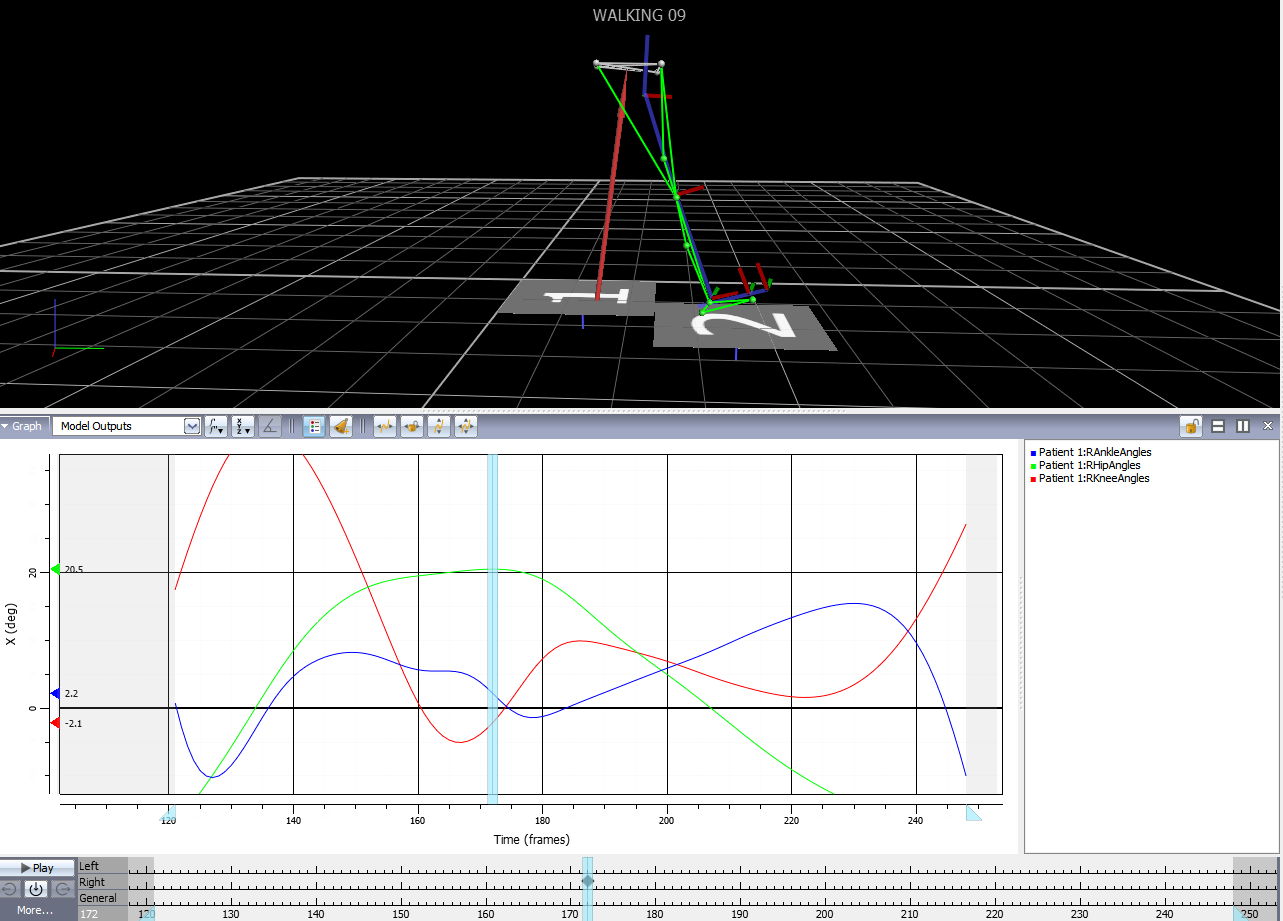 WALKING 09
1
2
Graph
Model Outputs
Patient 1:RAnkleAngles
Patient 1:RHipAngles
Patient 1:RKneeAngles
X (deg)
20
0
20.5
2.2
-2.1
120 140 160 180 200 220 240
Time (frames)
Play
More...
Left
Right
General
172
120 130 140 150 160 170 180 190 200 210 220 230 240 250